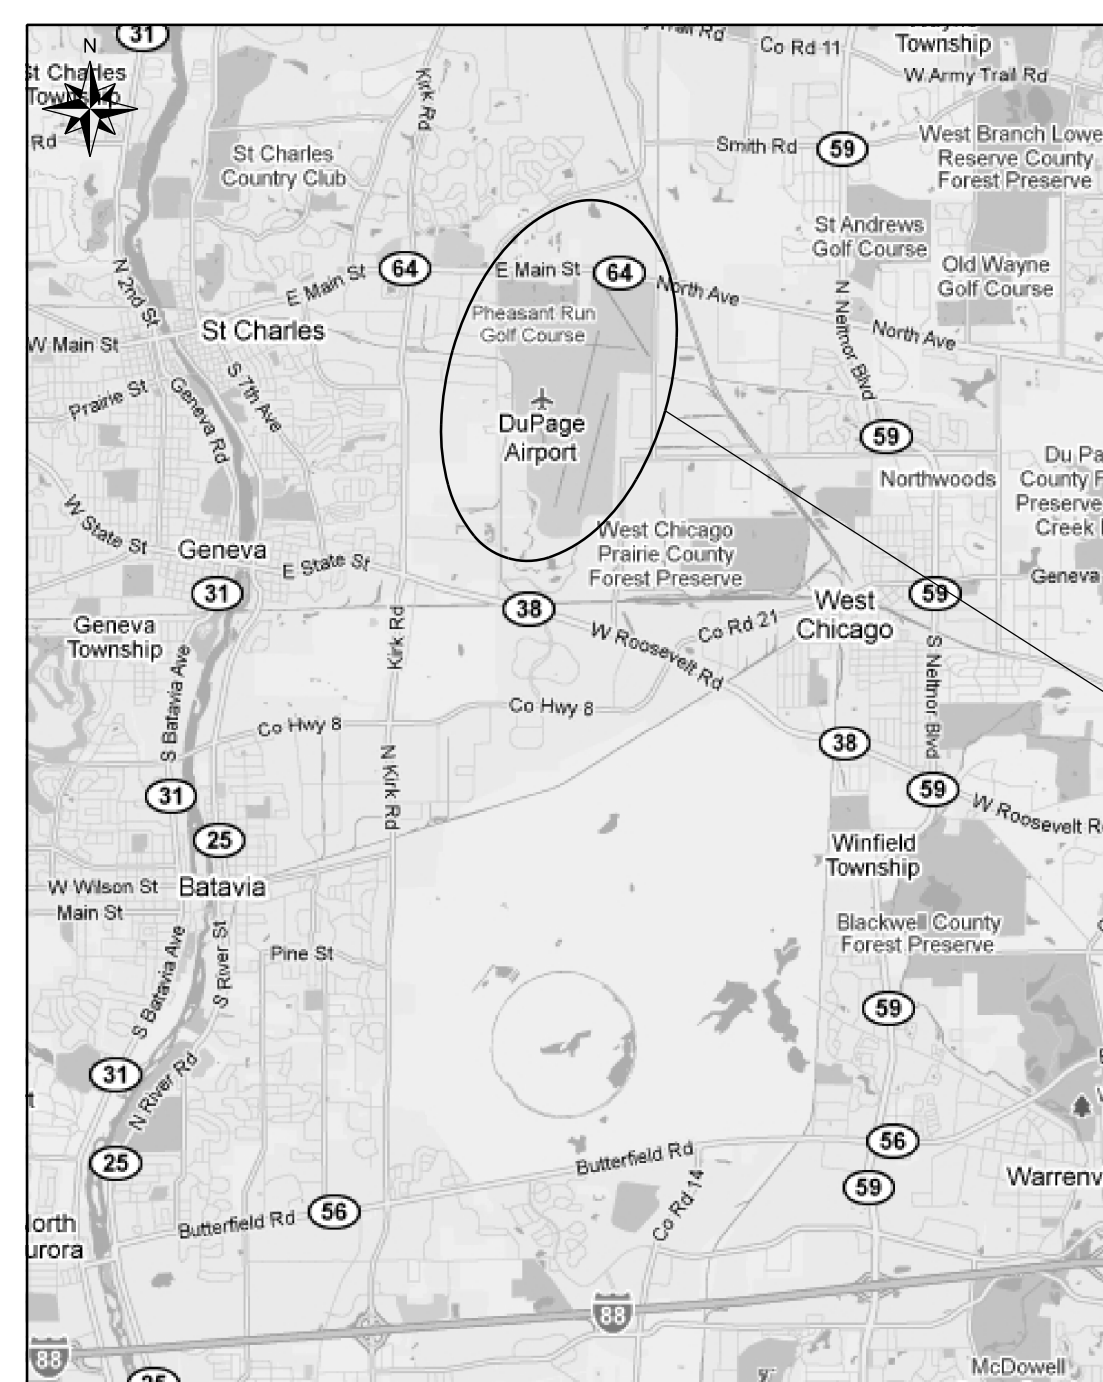 31
N
St Charles
Township
Rd
Kirk Rd
Co Rd 11
Township
W Army Trail Rd
Smith Rd
59
West Branch Lowe
Reserve County
Forest Preserve
St Charles
Country Club
St Andrews
Golf Course
Old Wayne
Golf Course
64
E Main St
64
E Main St
North Ave
N 2nd St
N Neltnor Blvd
Pheasant Run
Golf Course
St Charles
North Ave
W Main St
S 7th Ave
Prairie St
Geneva Rd
DuPage
Airport
59
Du Pa
County F
Preserve
Creek
Northwoods
W State St
West Chicago
Prairie County
Forest Preserve
Geneva
E State St
Geneva
31
38
59
West
Chicago
Geneva
Township
Kirk Rd
Co Rd 21
W Roosevelt Rd
S Neltnor Blvd
S Batavia Ave
Co Hwy 8
Co Hwy 8
38
N Kirk Rd
31
59
W Roosevelt R
25
Winfield
Township
W Wilson St
Batavia
Main St
Blackwell County
Forest Preserve
Pine St
S Batavia Ave
S River St
59
31
N River Rd
56
25
Butterfield Rd
Warrenv
59
Co Rd 14
56
Butterfield Rd
orth
urora
88
88
McDowell
25